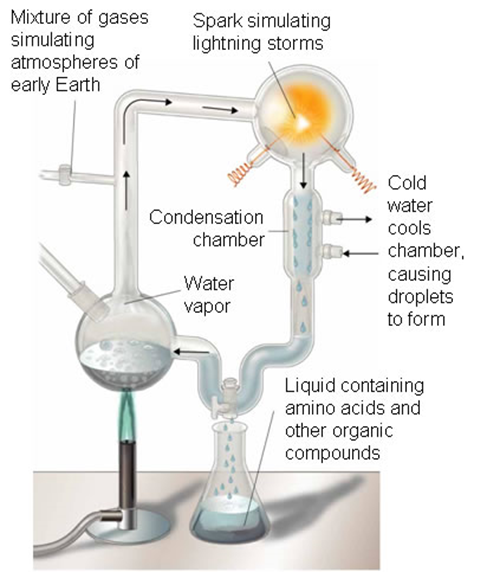 Mixture of gases
simulating
atmospheres of
early Earth
Spark simulating
lightning storms
Condensation
chamber
Cold
water
cools
chamber,
causing
droplets
to form
Water
vapor
Liquid containing
amino acids and
other organic
compounds